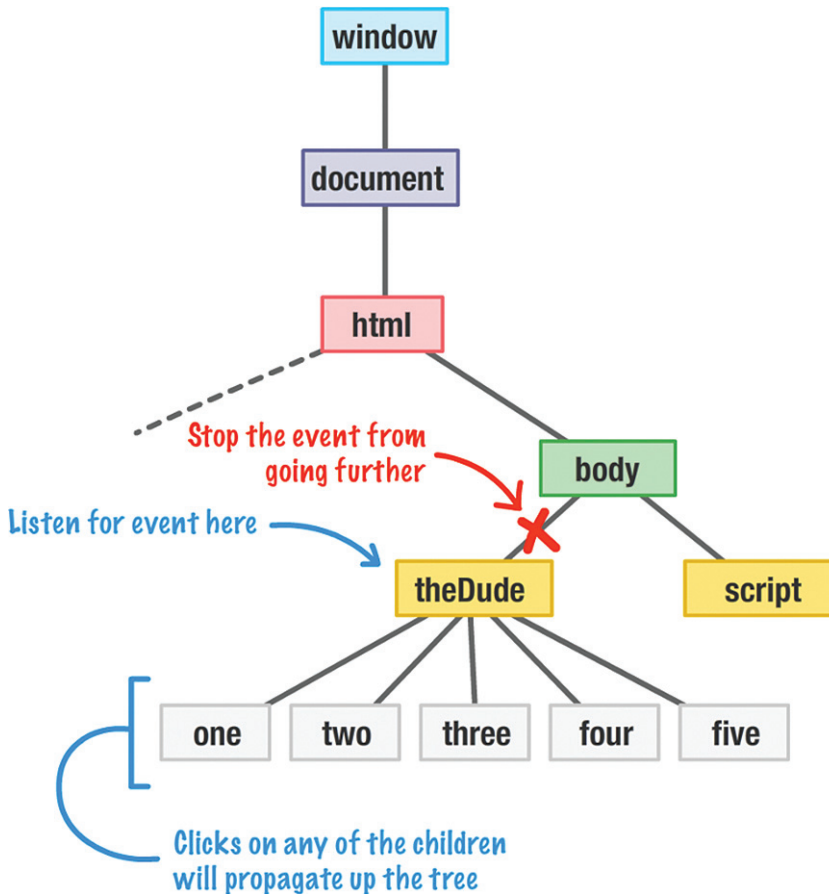 window
document
html
Stop the event from
going further
body
Listen for event here
theDude
script
one
two
three
four
five
Clicks on any of the children
will propagate up the tree